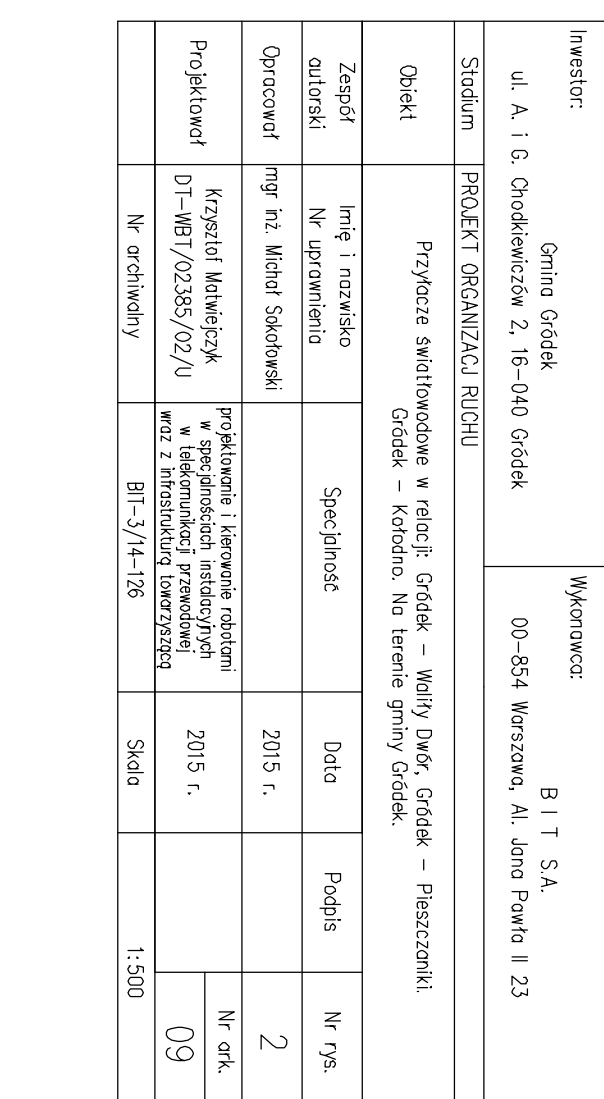 Inwestor:
Gmina Gródek
ul. A. i G. Chodkiewiczów 2, 16-040 Gródek
Wykonawca:
B I T S.A.
00-854 Warszawa, Al. Jana Pawła II 23
Stadium
PROJEKT ORGANIZACJ RUCHU
Obiekt
Przyłącze światłowodowe w relacji: Gródek - Waliły Dwór, Gródek - Pieszczaniki.
Gródek - Kołodno. Na terenie gminy Gródek.
Zespół
autorski
Imię i nazwisko
Nr uprawnienia
Specjalność
Data
Podpis
Nr rys.
Opracował
mgr inż. Michał Sokołowski
2015 r.
2
Projektował
Krzysztof Matwiejczyk
DT-WBT/02385/02/U
projektowanie i kierowanie robotami
w specjalnościach instalacyjnych
w telekomunikacji przewodowej
wraz z infrastrukturą towarzyszącą
2015 r.
Nr ark.
09
Nr archiwalny
BIT-3/14-126
Skala
1:500